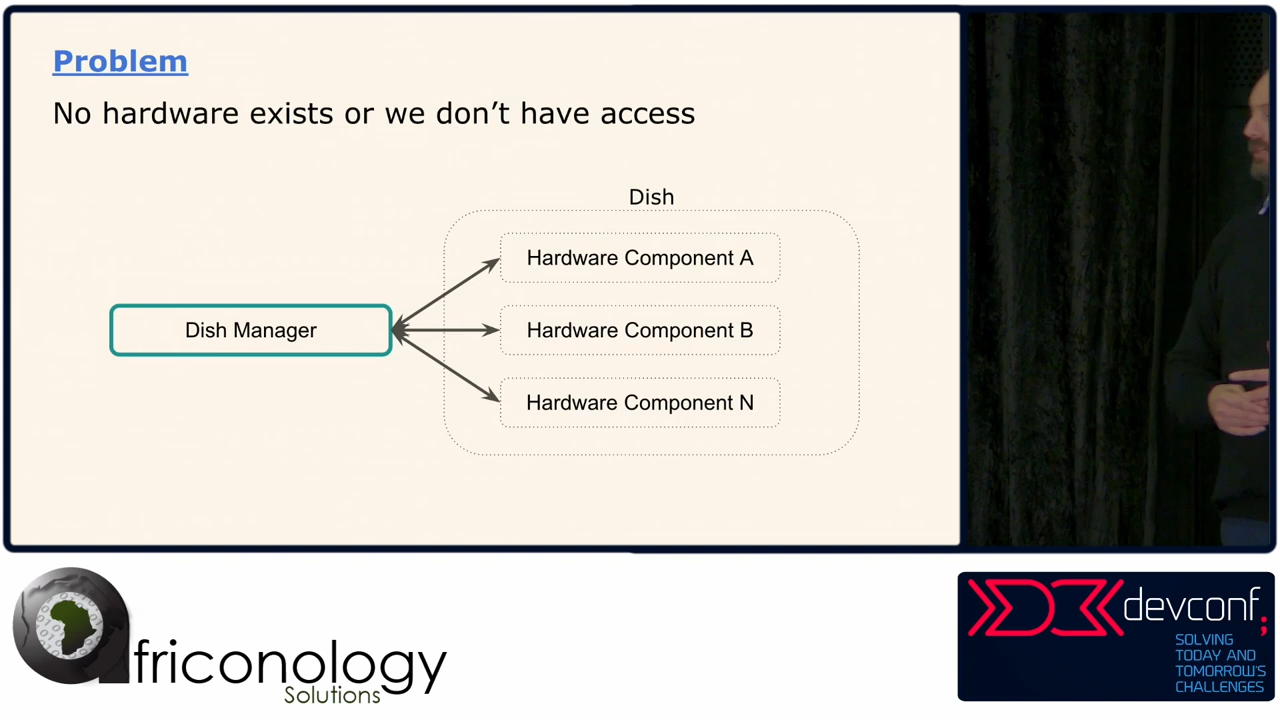 Problem
No hardware exists or we don't have access
Dish
Hardware Component A
Dish Manager
Hardware Component B
Hardware Component N
africonology
Solutions
devconf;
SOLVING
TODAY AND
TOMORROW'S
CHALLENGES